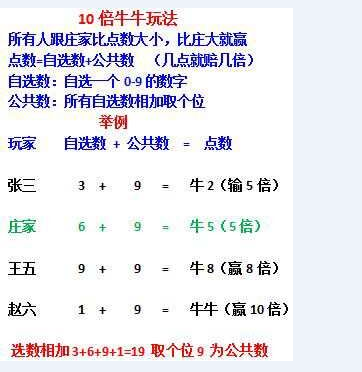 10 倍牛牛玩法
所有人跟庄家比点数大小，比庄大就赢
点数=自选数+公共数 （几点就赔几倍）
自选数：自选一个 0-9 的数字
公共数：所有自选数相加取个位
举例
玩家 自选数 + 公共数 = 点数
张三 3 + 9 = 牛 2（输 5 倍）
庄家 6 + 9 = 牛 5（5 倍）
王五 9 + 9 = 牛 8（赢 8 倍）
赵六 1 + 9 = 牛牛（赢 10 倍）
选数相加 3+6+9+1=19 取个位 9 为公共数